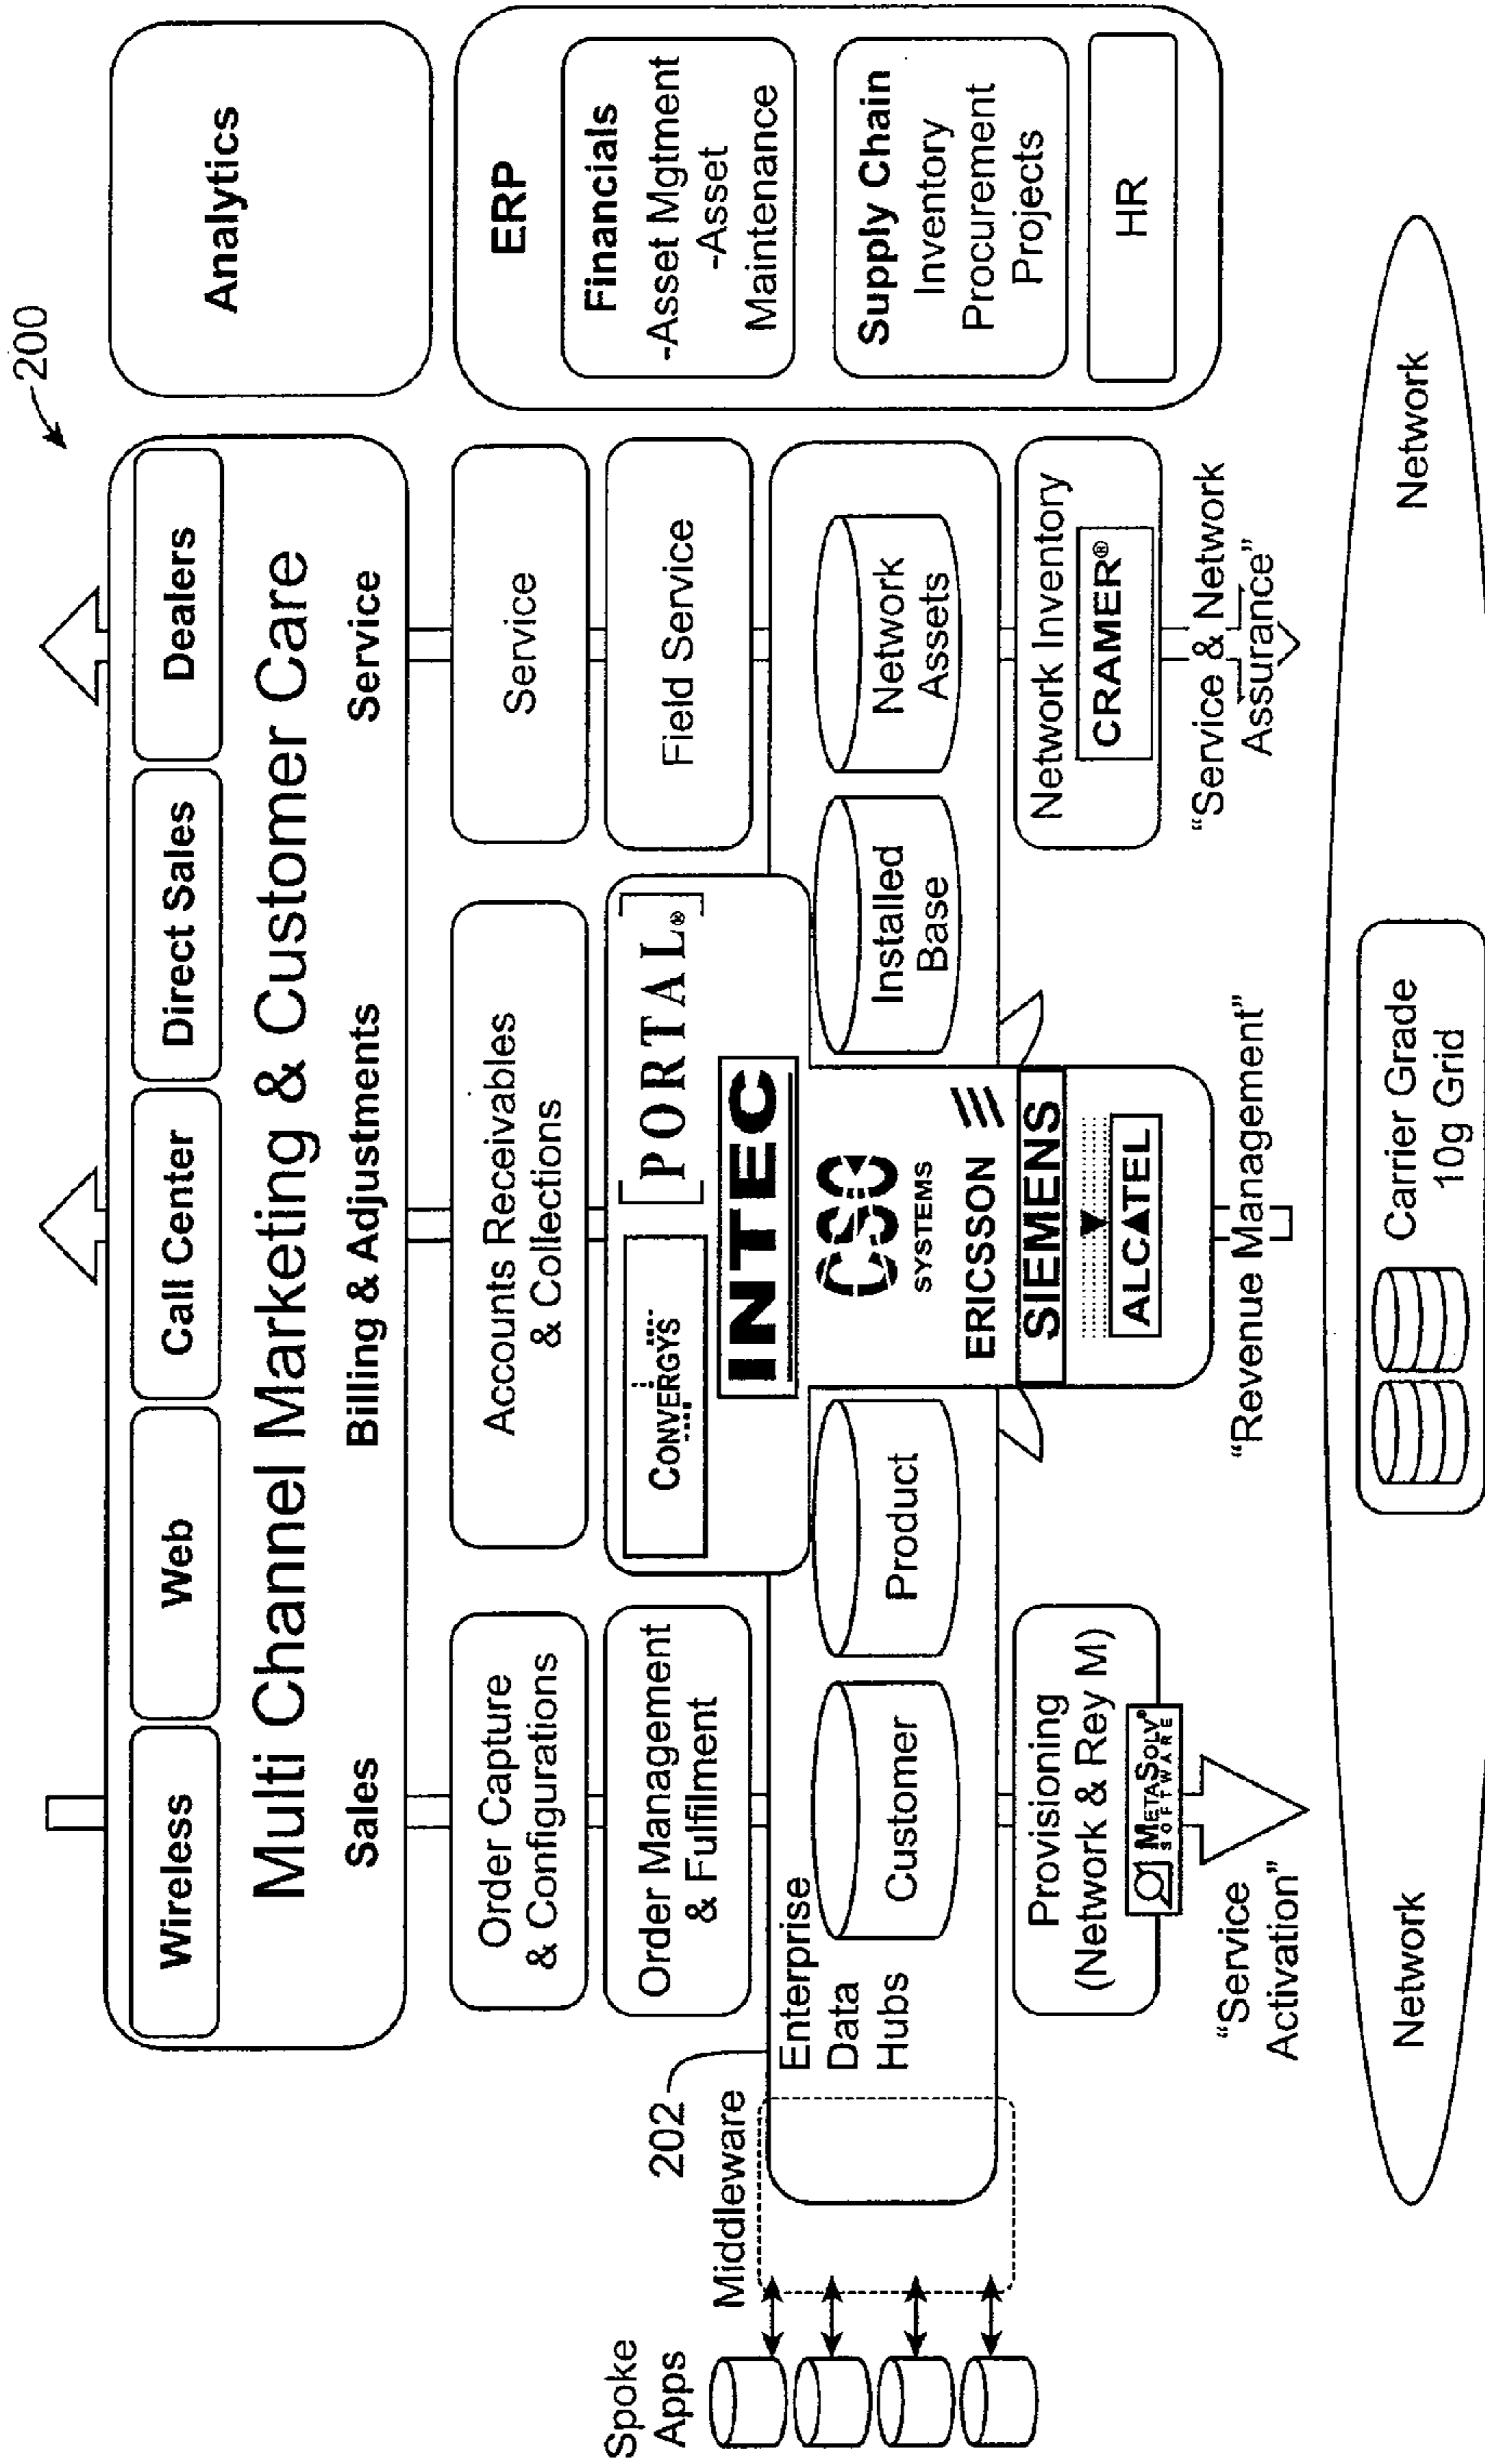 200
Wireless
Web
Call Center
Direct Sales
Dealers
Multi Channel Marketing & Customer Care
Sales
Billing & Adjustments
Service
Analytics
Order Capture
& Configurations
Accounts Receivables
& Collections
Service
Order Management
& Fulfilment
CONVERGYS
[PORTAL®]
INTEC
Field Service
ERP
Financials
-Asset Mgtment
-Asset
Maintenance
Supply Chain
Inventory
Procurement
Projects
HR
Spoke
Apps
Middleware
202
Enterprise
Data
Hubs
Customer
Product
SYSTEMS
ERICSSON
SIEMENS
ALCATEL
Installed
Base
Network
Assets
Provisioning
(Network & Rey M)
METASOLV®
SOFTWARE
Network Inventory
CRAMER®
“Service
Activation”
“Revenue Management”
“Service & Network
Assurance”
Network
Carrier Grade
10g Grid
Network